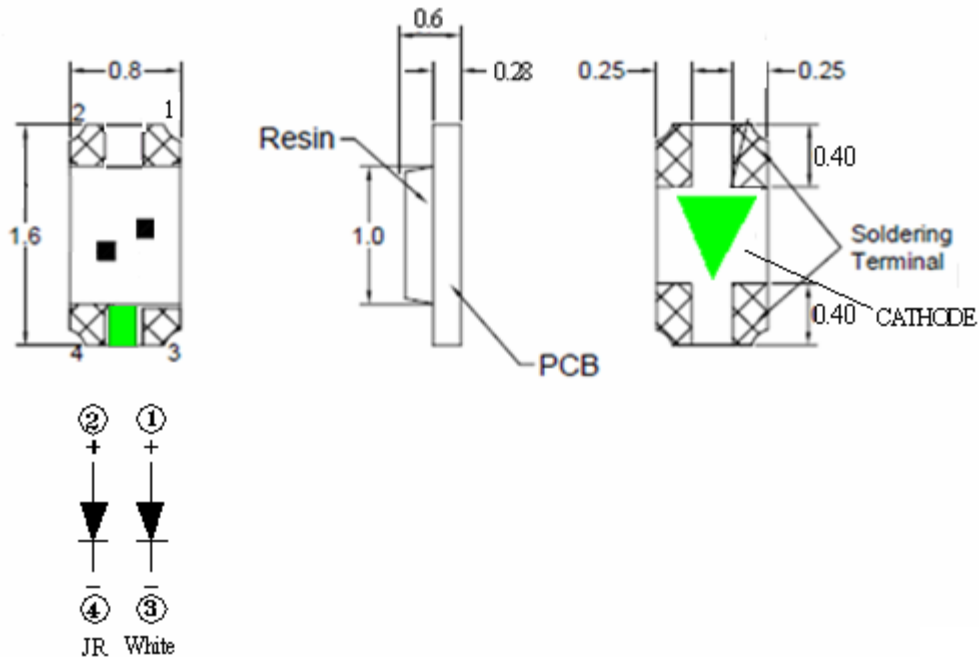 0.6
0.8
0.28
0.25
0.25
2
1
Resin
0.40
1.6
1.0
Soldering
Terminal
0.40
CATHODE
4
3
PCB
② ①
+ +
− −
④ ③
JR White